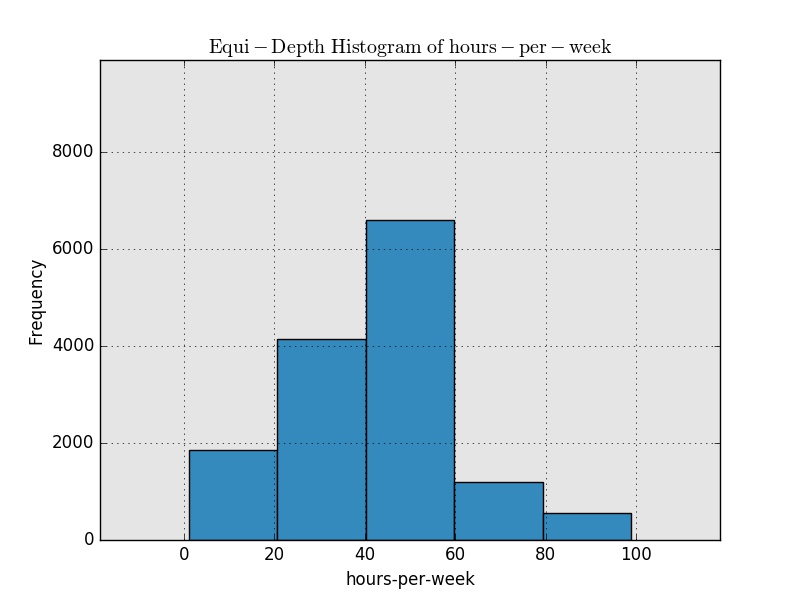 Equi − Depth Histogram of hours − per − week
8000
6000
4000
2000
0
Frequency
0 20 40 60 80 100
hours-per-week